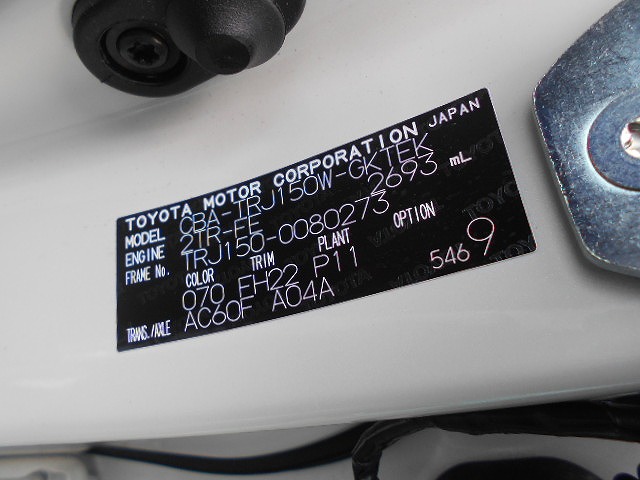 TOYOTA MOTOR CORPORATION JAPAN
MODEL CBA-TRJ150W-GKTEK
ENGINE 2TR-FE 2693 mL
FRAME No. TRJ150-0080273
COLOR TRIM PLANT OPTION
070 FH22 P11
TRANS./AXLE AC60F A04A 546 9